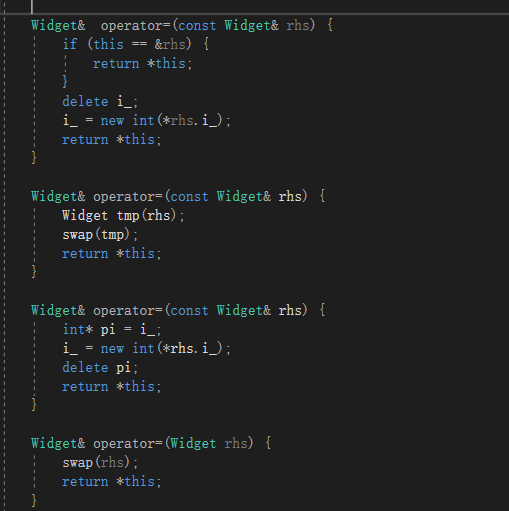 Widget&  operator=(const Widget& rhs) {
    if (this == &rhs) {
        return *this;
    }
    delete i_;
    i_ = new int(*rhs.i_);
    return *this;
}

Widget& operator=(const Widget& rhs) {
    Widget tmp(rhs);
    swap(tmp);
    return *this;
}

Widget& operator=(const Widget& rhs) {
    int* pi = i_;
    i_ = new int(*rhs.i_);
    delete pi;
    return *this;
}

Widget& operator=(Widget rhs) {
    swap(rhs);
    return *this;
}